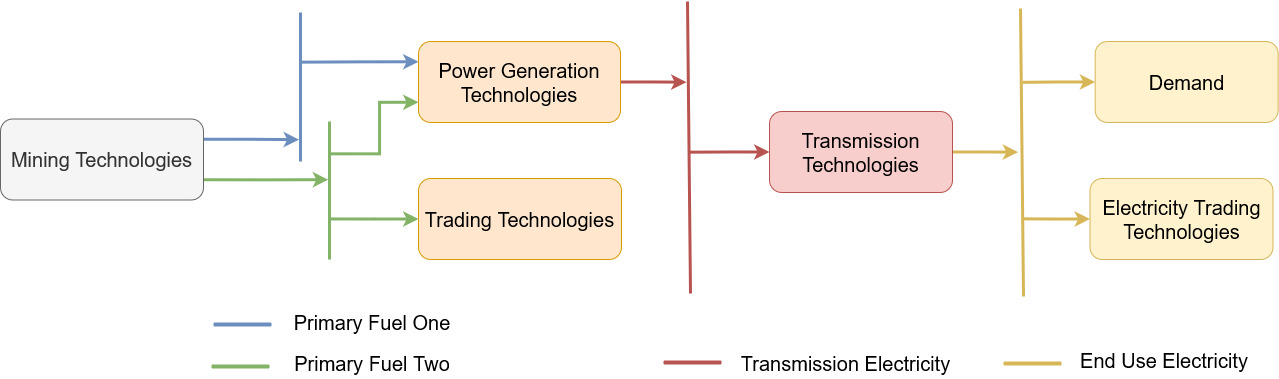 Mining Technologies
Power Generation
Technologies
Trading Technologies
Transmission
Technologies
Demand
Electricity Trading
Technologies
Primary Fuel One
Primary Fuel Two
Transmission Electricity
End Use Electricity